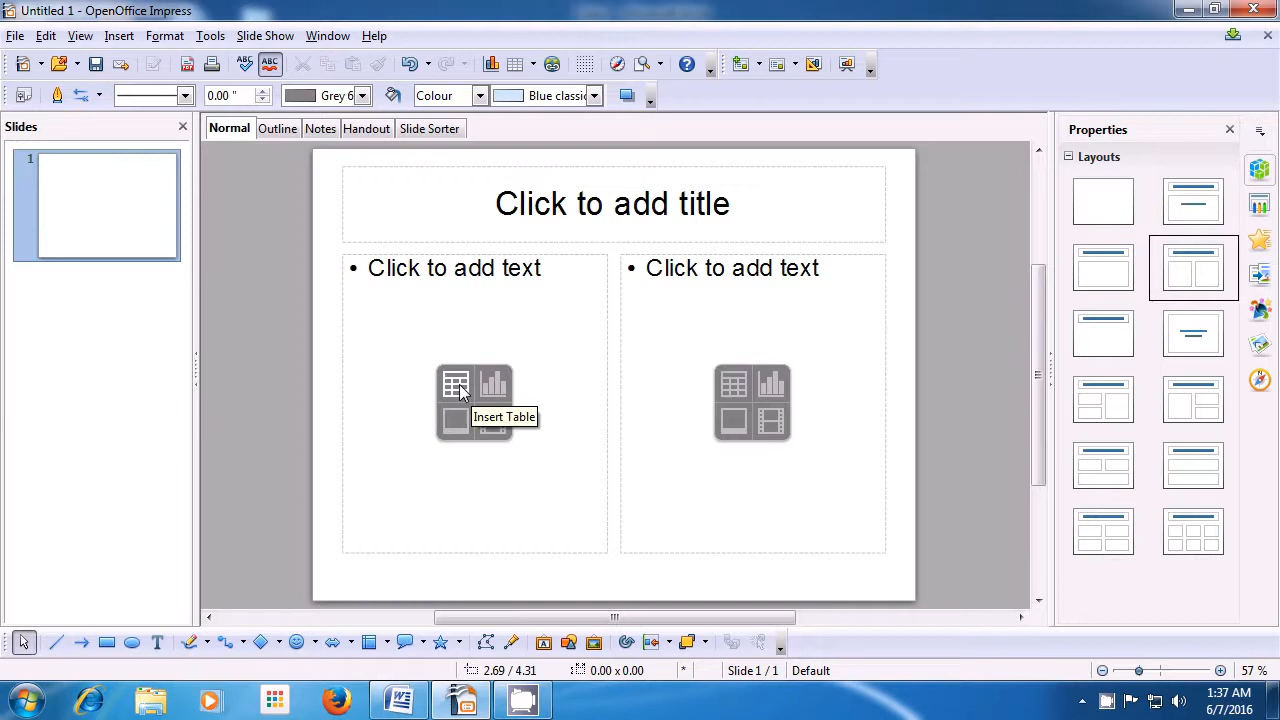 Untitled 1 - OpenOffice Impress
File Edit View Insert Format Tools Slide Show Window Help
ABC ABC
0.00 " Grey 6 Colour Blue classic
Slides
Normal Outline Notes Handout Slide Sorter
Properties
Layouts
1
Click to add title
• Click to add text
• Click to add text
Insert Table
2.69 / 4.31 0.00 x 0.00 * Slide 1 / 1 Default 57 %
1:37 AM
6/7/2016